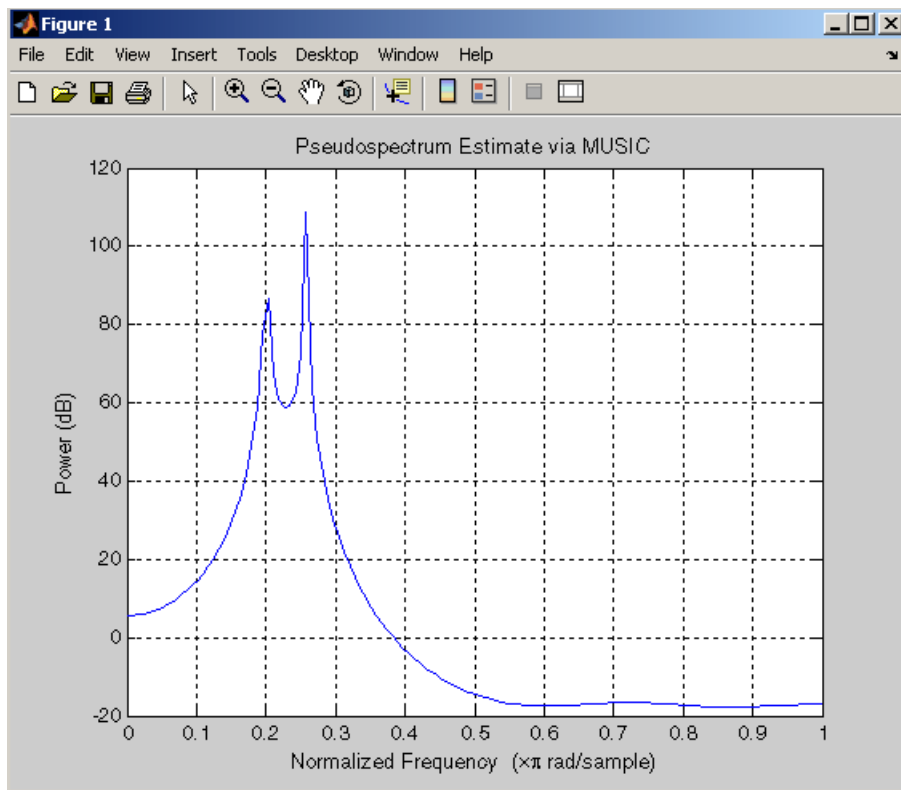 Figure 1
File Edit View Insert Tools Desktop Window Help
Pseudospectrum Estimate via MUSIC
120
100
80
60
40
20
0
-20
Power (dB)
0 0.1 0.2 0.3 0.4 0.5 0.6 0.7 0.8 0.9 1
Normalized Frequency (×π rad/sample)